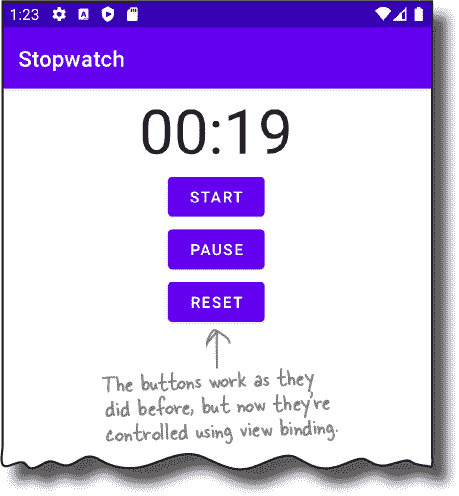 1:23
Stopwatch
00:19
START
PAUSE
RESET
The buttons work as they
did before, but now they're
controlled using view binding.